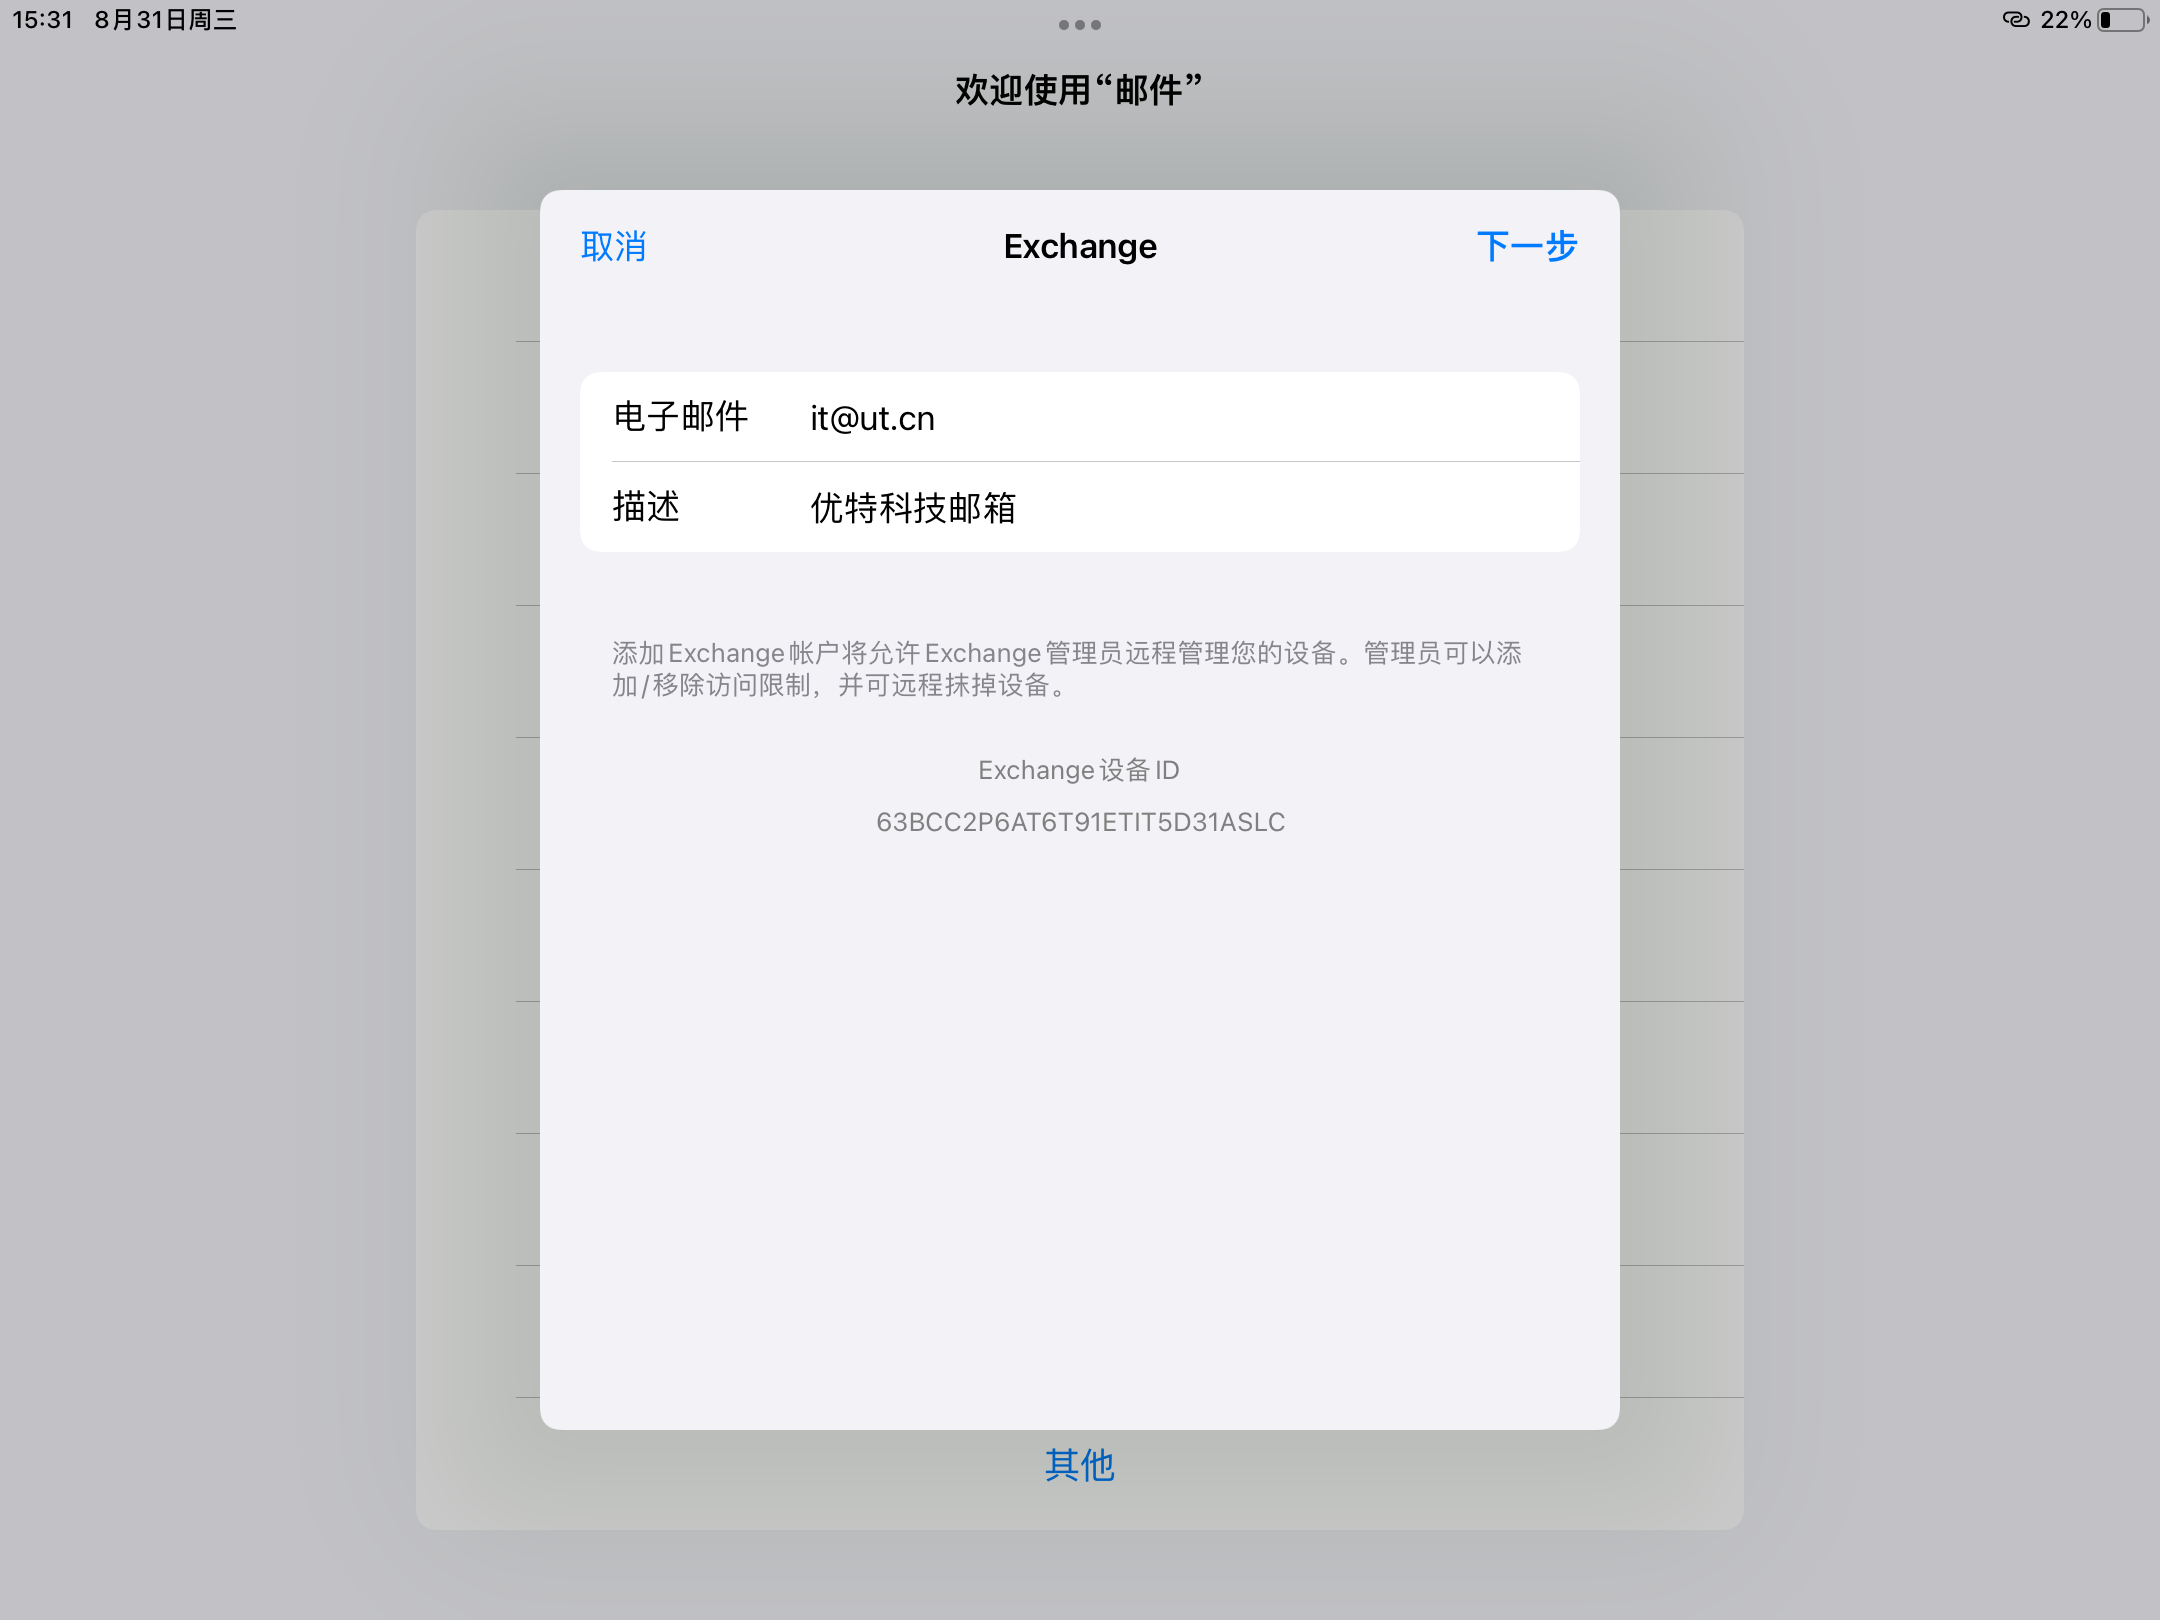 15:31 8月31日周三
22%
欢迎使用“邮件”
取消
Exchange
下一步
电子邮件 it@ut.cn
描述 优特科技邮箱
添加Exchange帐户将允许Exchange管理员远程管理您的设备。管理员可以添
加/移除访问限制，并可远程抹掉设备。
Exchange设备ID
63BCC2P6AT6T91ETIT5D31ASLC
其他